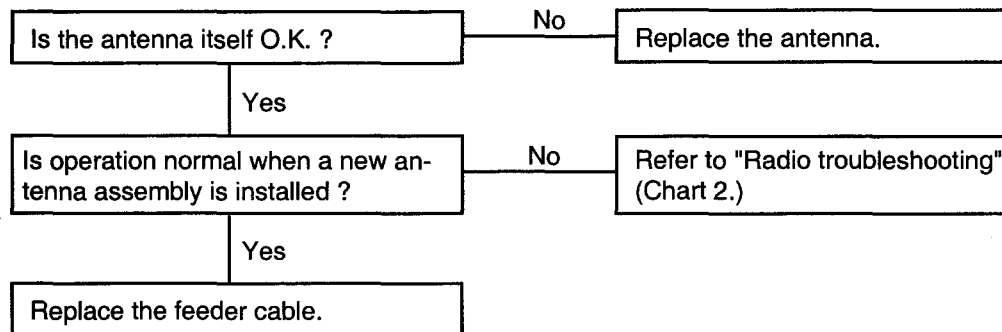 Is the antenna itself O.K. ?
No
Replace the antenna.
Yes
Is operation normal when a new an-
tenna assembly is installed ?
No
Refer to "Radio troubleshooting"
(Chart 2.)
Yes
Replace the feeder cable.